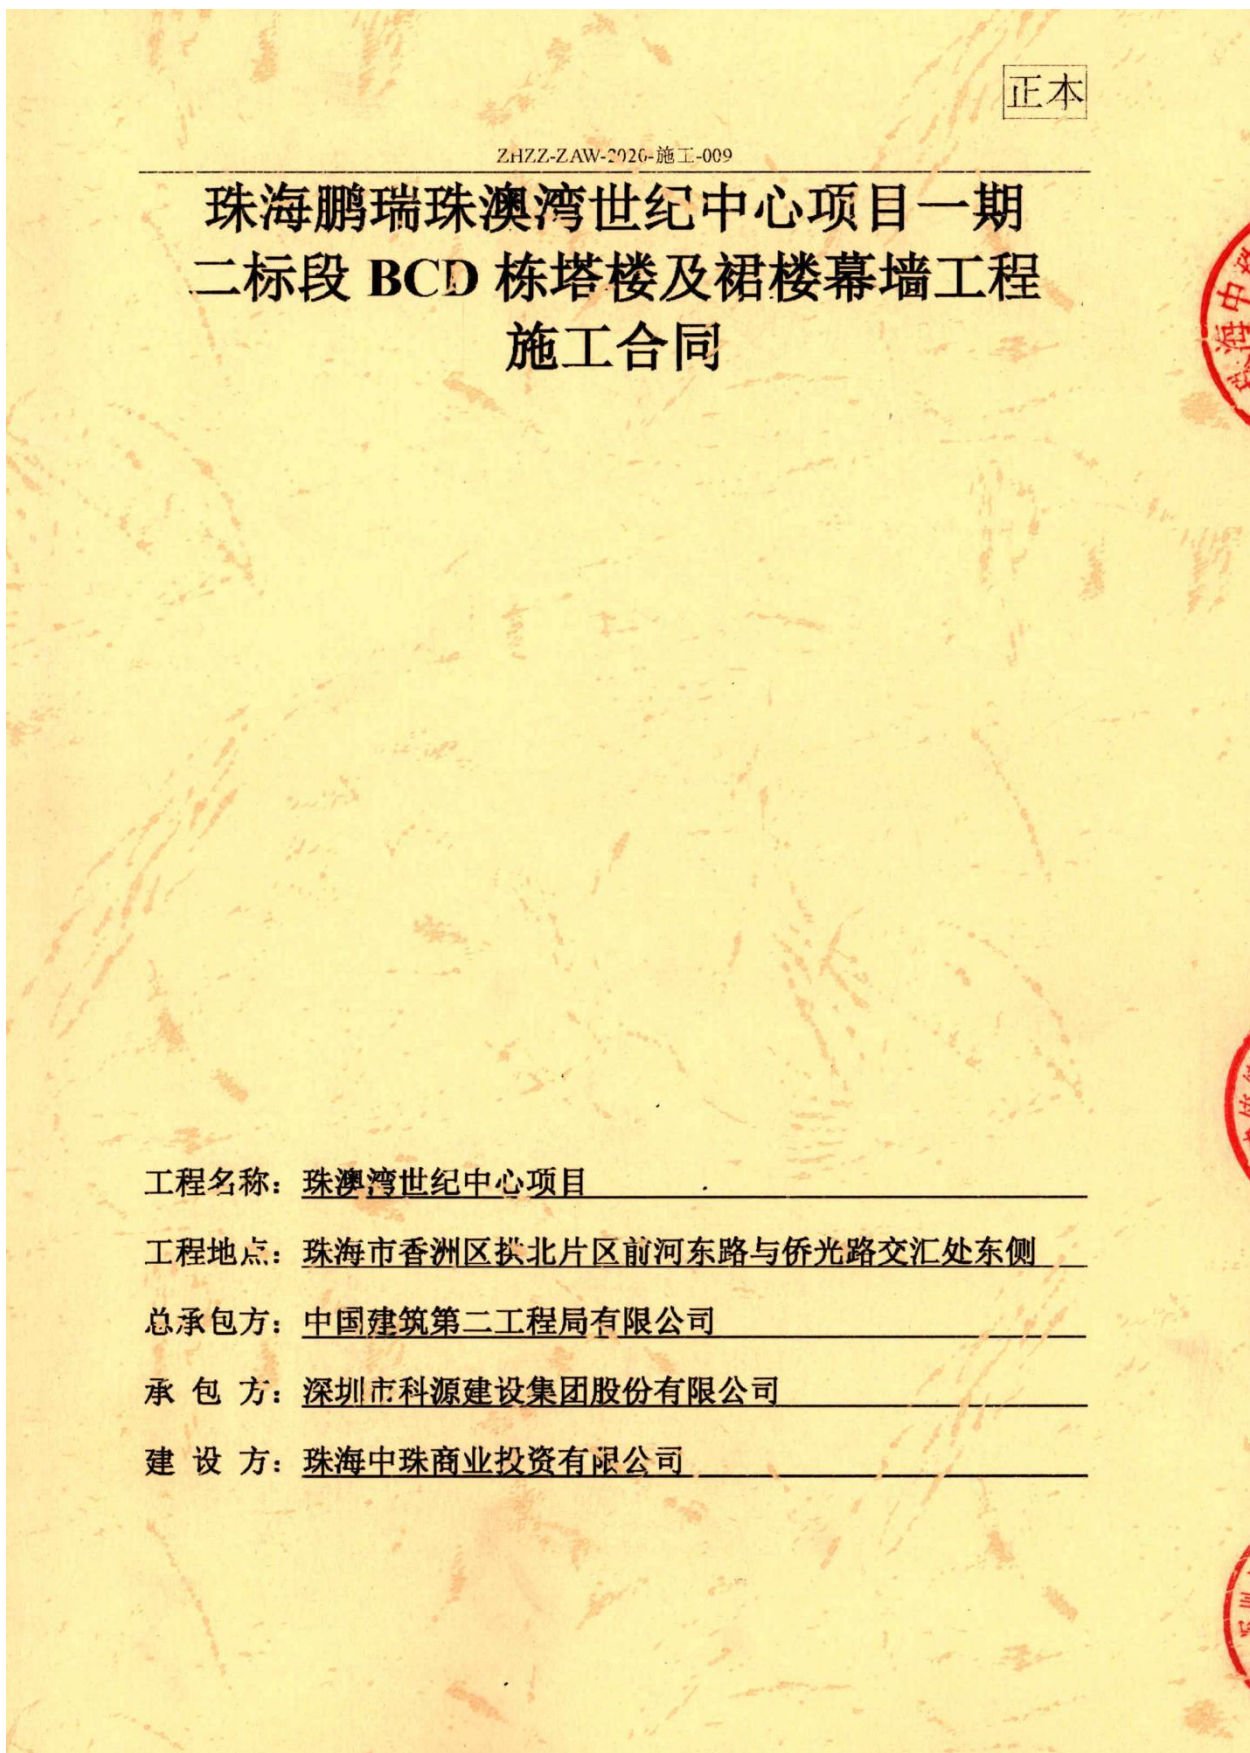 正本
ZHZZ-ZAW-2020-施工-009
珠海鹏瑞珠澳湾世纪中心项目一期
二标段 BCD 栋塔楼及裙楼幕墙工程
施工合同
海中
工程名称：珠澳湾世纪中心项目
工程地点：珠海市香洲区拱北片区前河东路与侨光路交汇处东侧
总承包方：中国建筑第二工程局有限公司
承 包 方：深圳市科源建设集团股份有限公司
建 设 方：珠海中珠商业投资有限公司